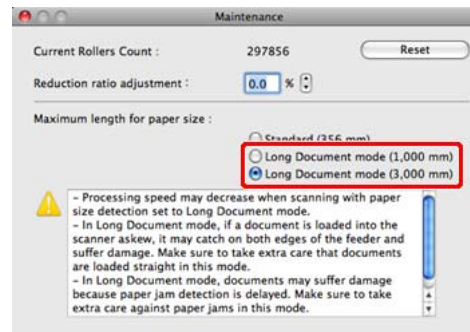 Maintenance
Current Rollers Count : 297856 Reset
Reduction ratio adjustment : 0.0 %
Maximum length for paper size :
Standard (356 mm)
Long Document mode (1,000 mm)
Long Document mode (3,000 mm)
– Processing speed may decrease when scanning with paper
size detection set to Long Document mode.
– In Long Document mode, if a document is loaded into the
scanner askew, it may catch on both edges of the feeder and
suffer damage. Make sure to take extra care that documents
are loaded straight in this mode.
– In Long Document mode, documents may suffer damage
because paper jam detection is delayed. Make sure to take
extra care against paper jams in this mode.